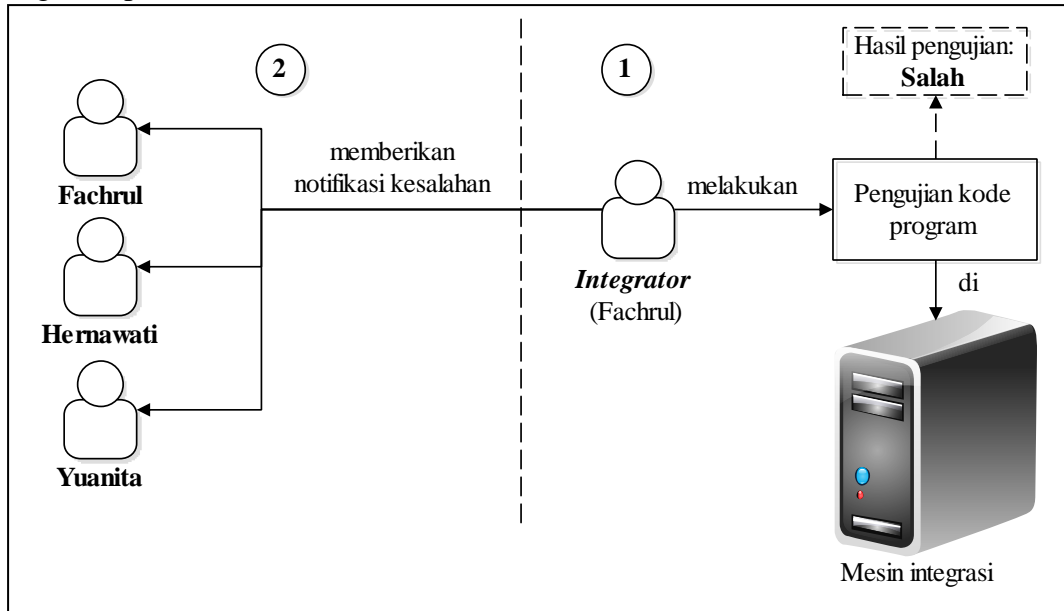 2
1
Hasil pengujian:
Salah
Fachrul
memberikan
notifikasi kesalahan
melakukan
Pengujian kode
program
Integrator
(Fachrul)
di
Hernawati
Yuanita
Mesin integrasi